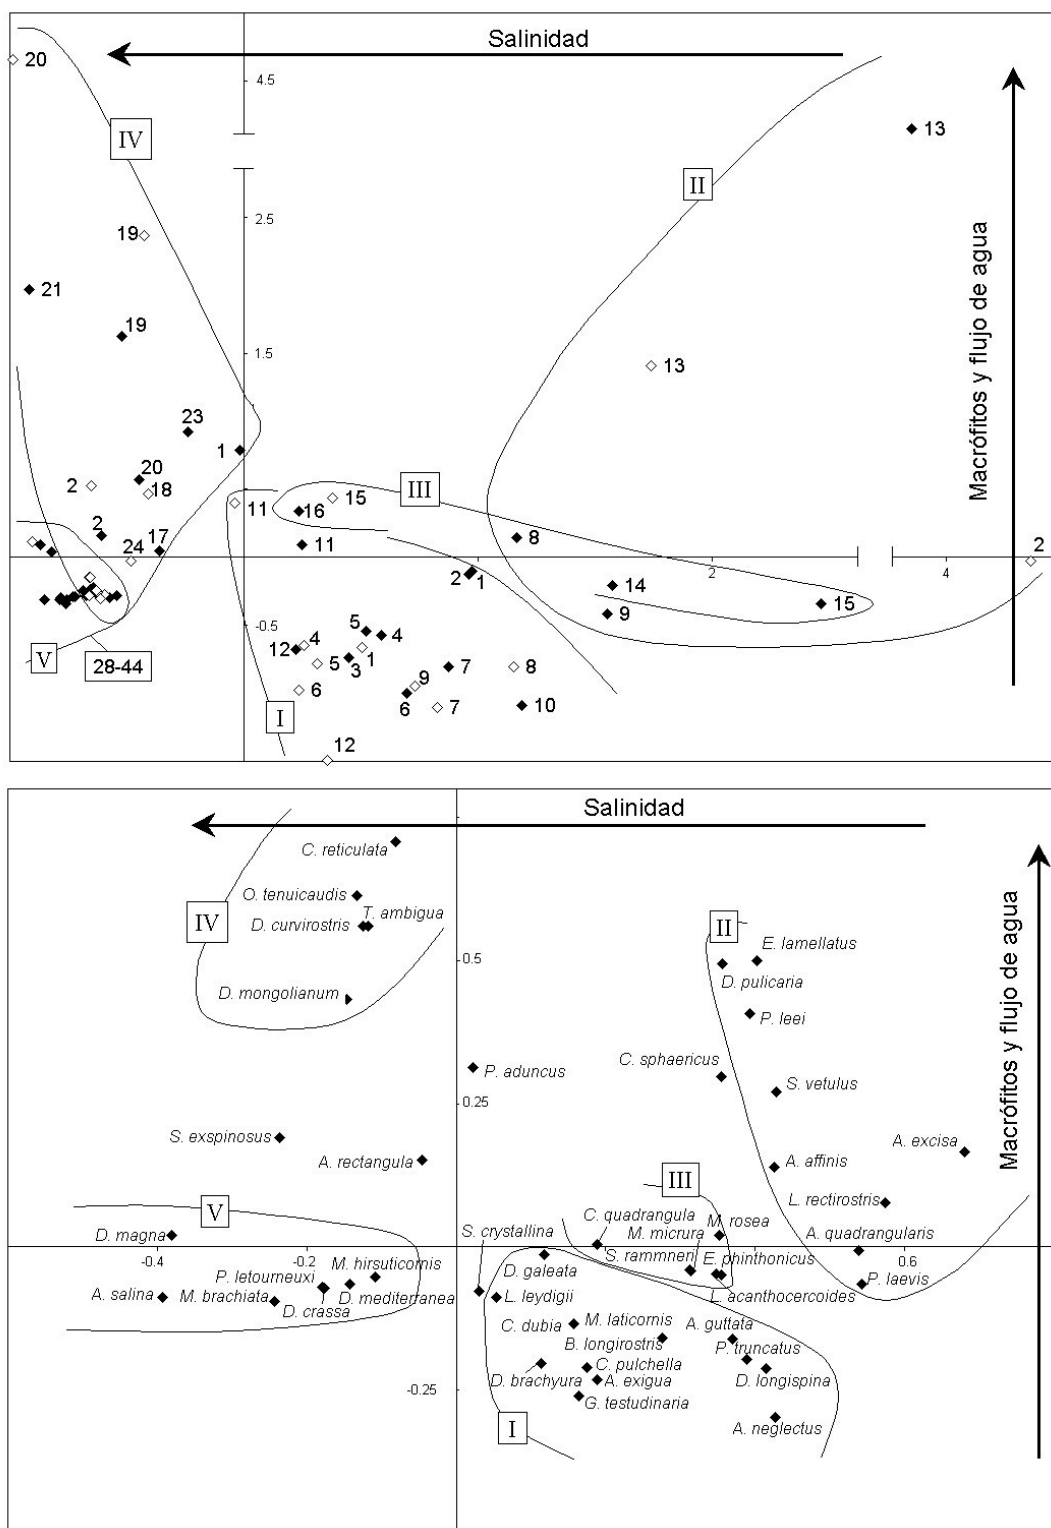 Salinidad
20
4.5
IV
13
II
2.5
19
21
19
1.5
13
Macrófitos y flujo de agua
23
1
20
2
18
III
15
11
16
2
17
11
8
24
2
1
2
4
2
14
15
9
-0.5
5
4
12
4
1
5
3
7
8
9
6
6
7
10
V
28-44
I
12
Salinidad
C. reticulata
O. tenuicaudis
IV
T. ambigua
D. curvirostris
II
E. lamellatus
0.5
D. pulicaria
D. mongolianum
P. leei
Macrófitos y flujo de agua
C. sphaericus
P. aduncus
S. vetulus
0.25
S. exspinosus
A. excisa
A. rectangula
A. affinis
III
L. rectirostris
V
C. quadrangula
M. rosea
D. magna
S. crystallina
M. micrura
A. quadrangularis
-0.4
-0.2
S. rammneri
E. phinthonicus
0.6
M. hirsuticornis
P. letourneuxi
D. galeata
P. laevis
A. salina
M. brachiata
D. mediterranea
L. leydigii
L. acanthocercoides
D. crassa
C. dubia
M. laticornis
A. guttata
B. longirostris
P. truncatus
C. pulchella
D. brachyura
A. exigua
D. longispina
-0.25
G. testudinaria
I
A. neglectus